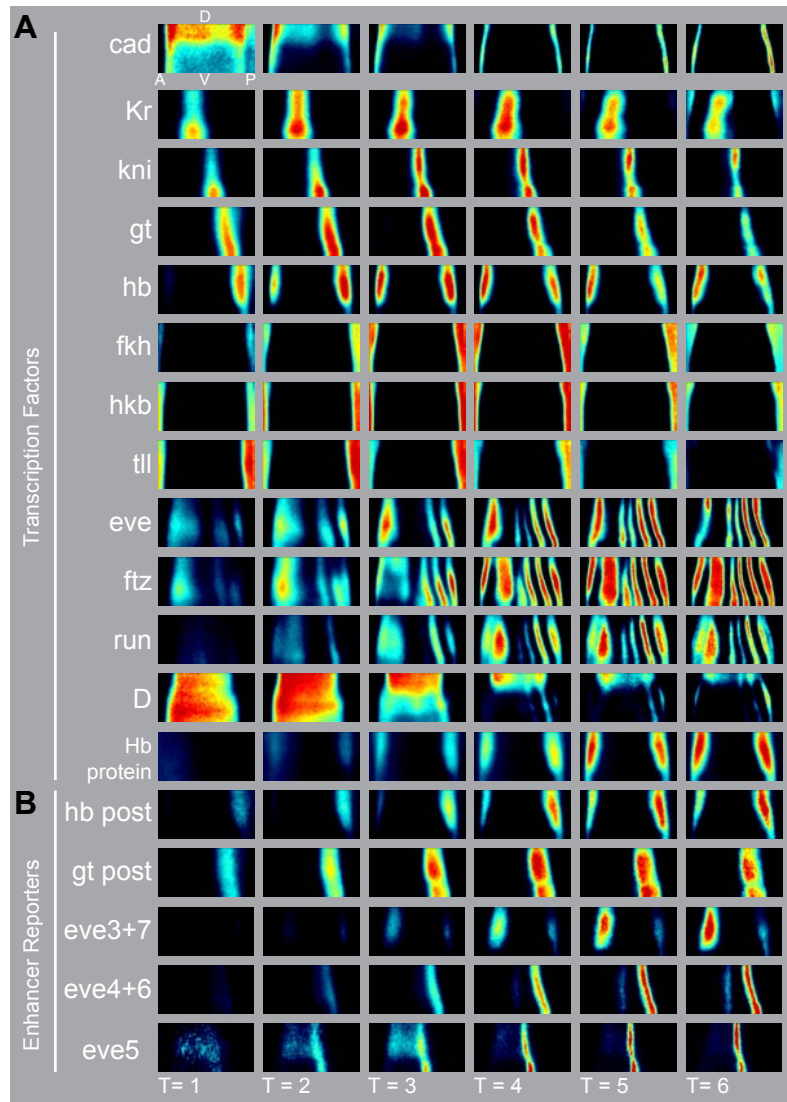 A
D
cad
A V P
Kr
kni
gt
hb
fkh
hkb
tll
eve
ftz
run
D
Hb
protein
Transcription Factors
B
hb post
gt post
eve3+7
eve4+6
eve5
Enhancer Reporters
T= 1 T = 2 T = 3 T = 4 T = 5 T= 6